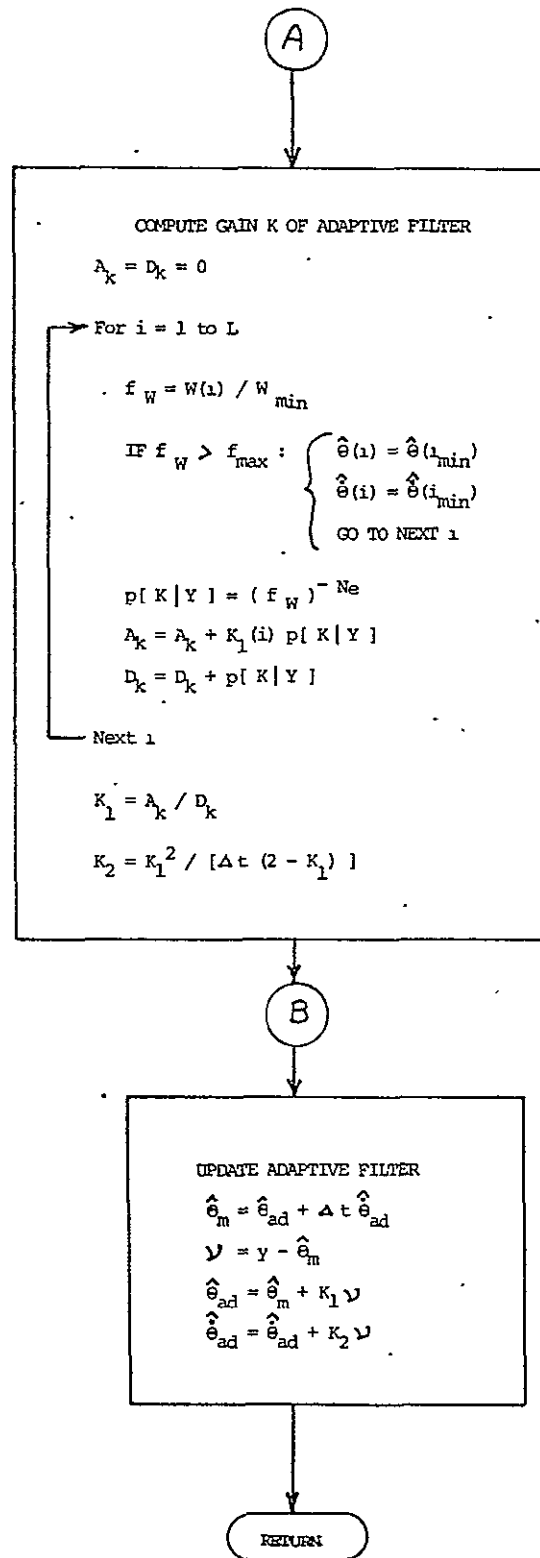 A
COMPUTE GAIN K OF ADAPTIVE FILTER
A_k = D_k = 0
For i = 1 to L
f_W = W(ı) / W_min
IF f_W > f_max : θ̂(ı) = θ̂(ı_min)
θ̇̂(i) = θ̇̂(i_min)
GO TO NEXT ı
p[ K | Y ] = ( f_W )^- Ne
A_k = A_k + K_1(i) p[ K | Y ]
D_k = D_k + p[ K | Y ]
Next ı
K_1 = A_k / D_k
K_2 = K_1^2 / [Δt (2 - K_1) ]
B
UPDATE ADAPTIVE FILTER
θ̂_m = θ̂_ad + Δt θ̇̂_ad
ν = y - θ̂_m
θ̂_ad = θ̂_m + K_1 ν
θ̇̂_ad = θ̇̂_ad + K_2 ν
RETURN